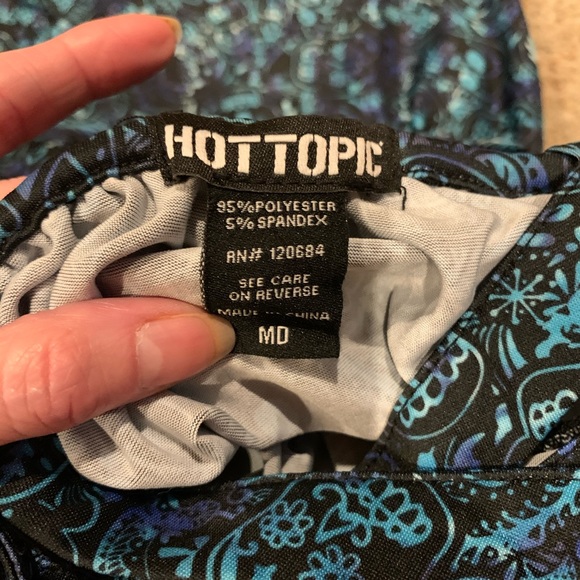 HOTTOPIC
95% POLYESTER
5% SPANDEX
RN# 120684
SEE CARE
ON REVERSE
MADE IN CHINA
MD